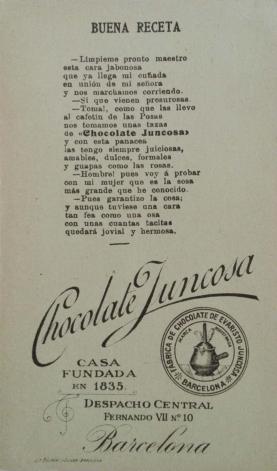 BUENA RECETA
—Limpieme pronto maestro
esta cara jabonosa
que ya llega mi cuñada
en unión de mi señora
y nos marchamos corriendo.
—Si que vienen presurosas.
—Toma!, como que las llevo
al cafetín de las Posas
nos tomamos unas tazas
de «Chocolate Juncosa»
y con esta panacea
las tengo siempre juiciosas,
amables, dulces, formales
y guapas como las rosas.
—Hombre! pues voy á probar
con mi mujer que es la sosa
más grande que he conocido.
—Pues garantizo la cosa;
y aunque tuviese una cara
tan fea como una osa
con unas cuantas tacitas
quedará jovial y hermosa.
Chocolate Juncosa
FÁBRICA DE CHOCOLATE DE EVARISTO JUNCOSA
BARCELONA
CASA
FUNDADA
EN 1835.
DESPACHO CENTRAL
FERNANDO VII Nº 10
Barcelona